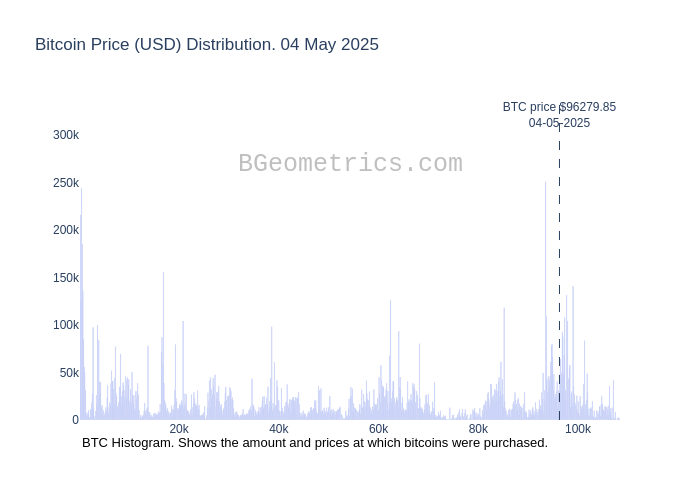 Bitcoin Price (USD) Distribution. 04 May 2025
BTC price $96279.85
04-05-2025
300k
BGeometrics.com
250k
200k
150k
100k
50k
0
20k 40k 60k 80k 100k
BTC Histogram. Shows the amount and prices at which bitcoins were purchased.